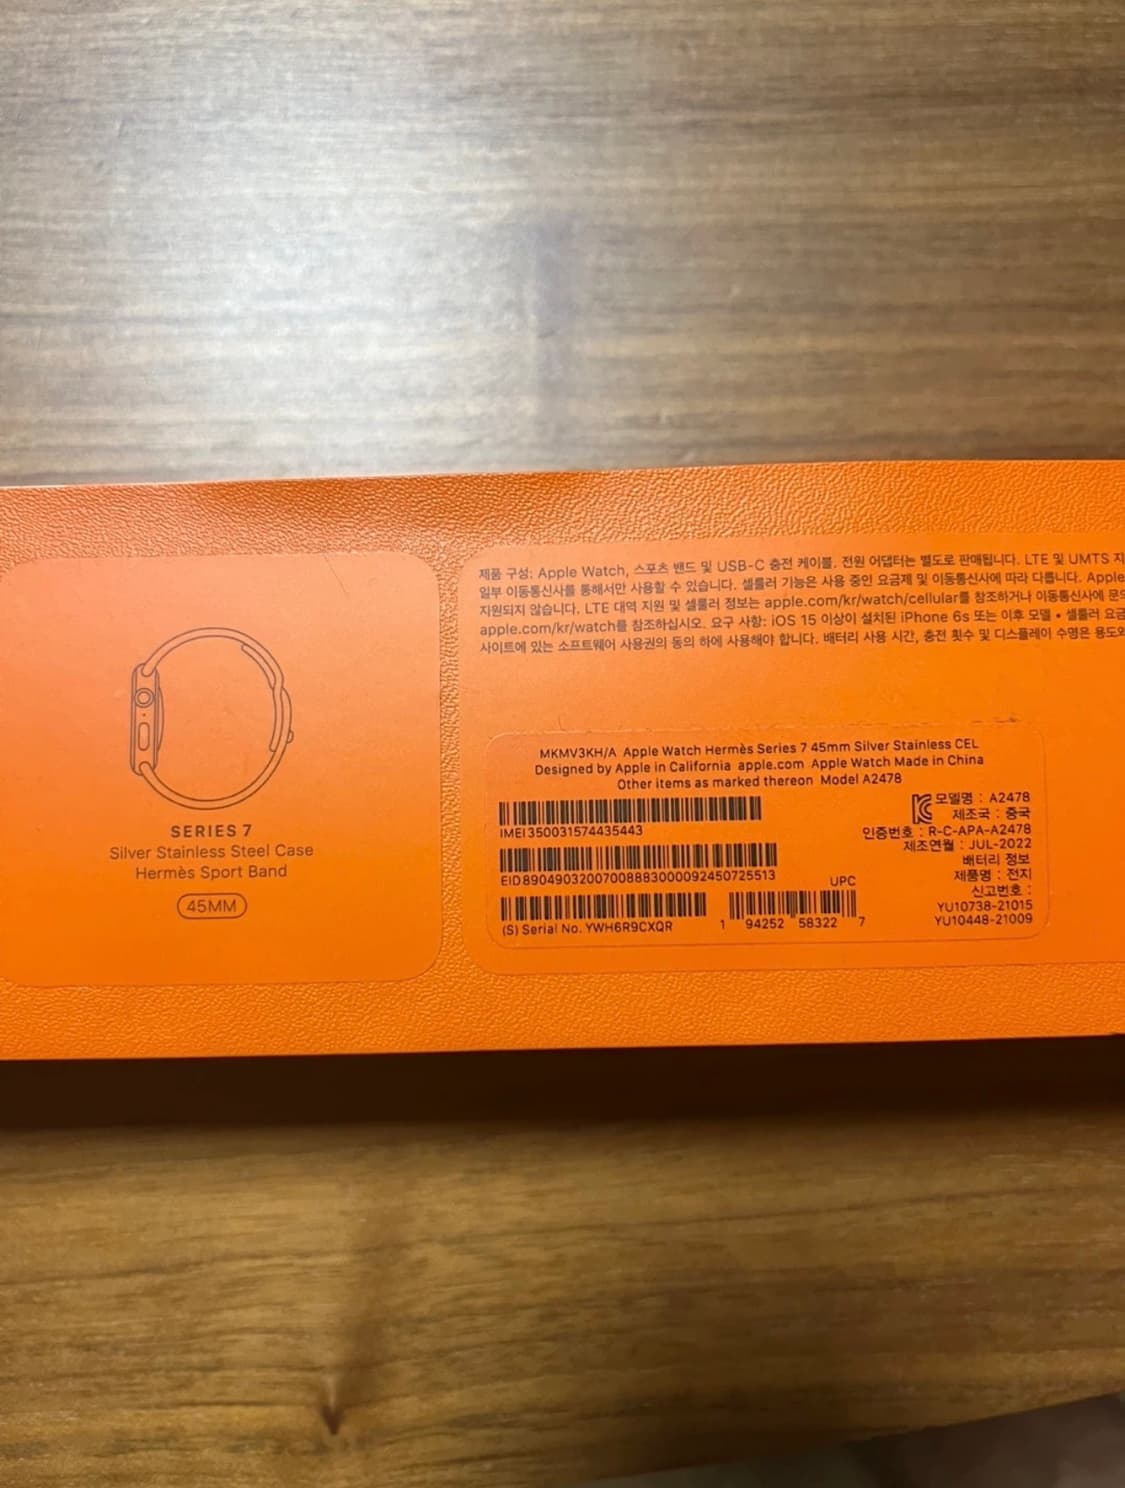 SERIES 7
Silver Stainless Steel Case
Hermès Sport Band
45MM
제품 구성: Apple Watch, 스포츠 밴드 및 USB-C 충전 케이블. 전원 어댑터는 별도로 판매됩니다. LTE 및 UMTS
일부 이동통신사를 통해서만 사용할 수 있습니다. 셀룰러 기능은 사용 중인 요금제 및 이동통신사에 따라 다릅니다. Apple
지원되지 않습니다. LTE 대역 지원 및 셀룰러 정보는 apple.com/kr/watch/cellular를 참조하거나 이동통신사에
apple.com/kr/watch를 참조하십시오. 요구 사항: iOS 15 이상이 설치된 iPhone 6s 또는 이후 모델 • 셀룰러
사이트에 있는 소프트웨어 사용권의 동의 하에 사용해야 합니다. 배터리 사용 시간, 충전 횟수 및 디스플레이 수명은
MKMV3KH/A Apple Watch Hermès Series 7 45mm Silver Stainless CEL
Designed by Apple in California apple.com Apple Watch Made in China
Other items as marked thereon Model A2478
IMEI 350031574435443
EID 89049032007008883000092450725513
(S) Serial No. YWH6R9CXQR
UPC
1 94252 58322 7
모델명 : A2478
제조국 : 중국
인증번호 : R-C-APA-A2478
제조연월 : JUL-2022
배터리 정보
제품명 : 전지
신고번호 :
YU10738-21015
YU10448-21009